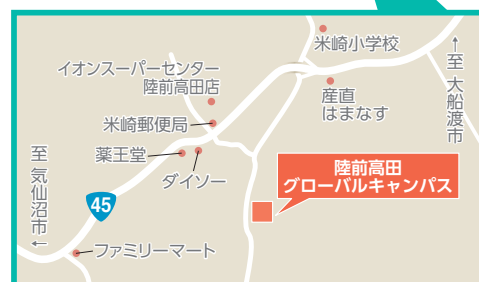 米崎小学校
イオンスーパーセンター
陸前高田店
産直
はまなす
↑至 大船渡市
米崎郵便局
薬王堂
ダイソー
陸前高田
グローバルキャンパス
至 気仙沼市↓
45
ファミリーマート